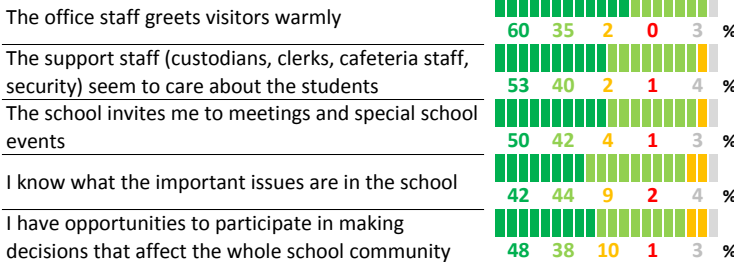 The office staff greets visitors warmly
60 35 2 0 3 %
The support staff (custodians, clerks, cafeteria staff,
security) seem to care about the students
53 40 2 1 4 %
The school invites me to meetings and special school
events
50 42 4 1 3 %
I know what the important issues are in the school
42 44 9 2 4 %
I have opportunities to participate in making
decisions that affect the whole school community
48 38 10 1 3 %